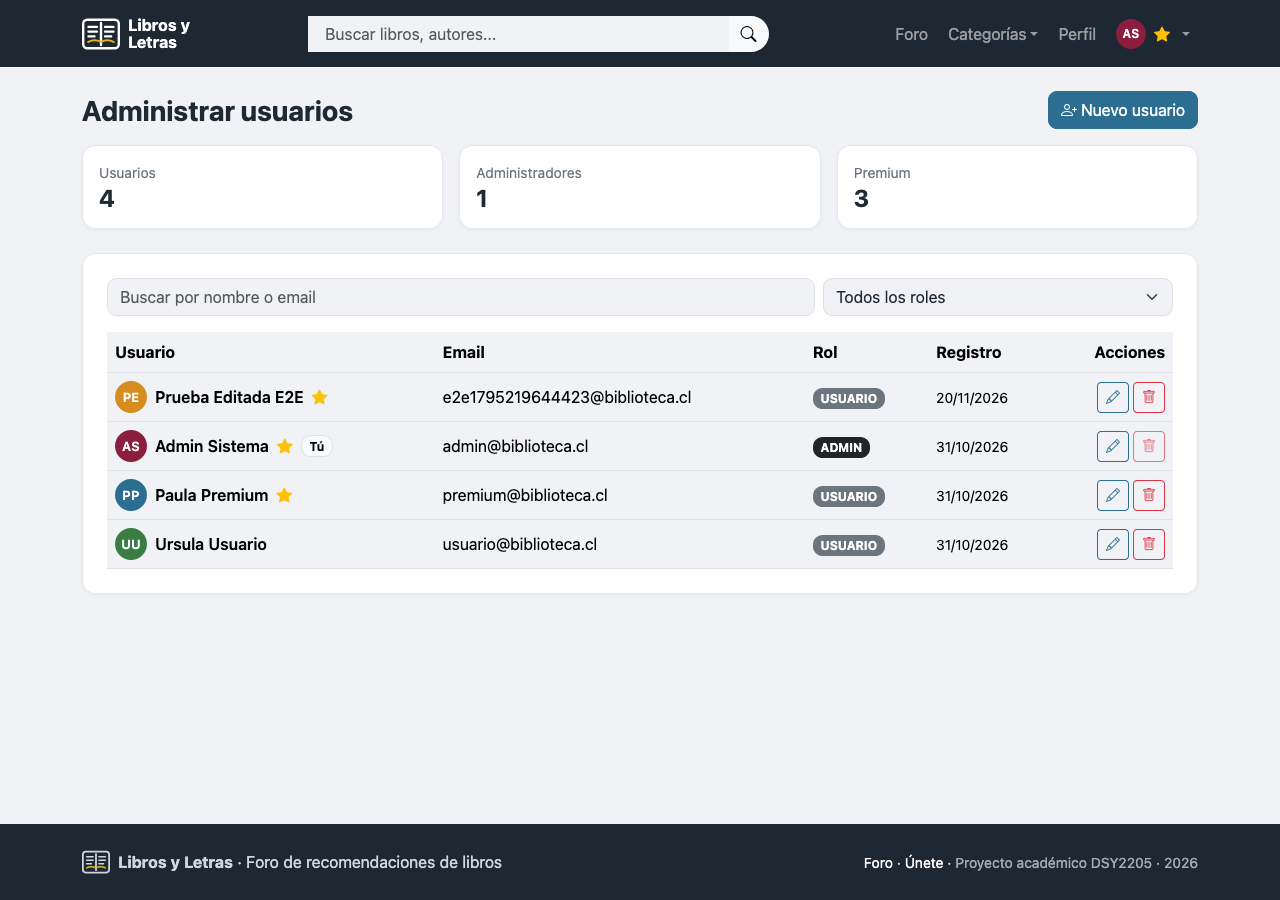 Libros y
Letras
Buscar libros, autores...
Foro
Categorías
Perfil
AS
Administrar usuarios
Nuevo usuario
Usuarios
4
Administradores
1
Premium
3
Buscar por nombre o email
Todos los roles
Usuario Email Rol Registro Acciones
PE Prueba Editada E2E e2e1795219644423@biblioteca.cl USUARIO 20/11/2026
AS Admin Sistema Tú admin@biblioteca.cl ADMIN 31/10/2026
PP Paula Premium premium@biblioteca.cl USUARIO 31/10/2026
UU Ursula Usuario usuario@biblioteca.cl USUARIO 31/10/2026
Libros y Letras · Foro de recomendaciones de libros
Foro · Únete · Proyecto académico DSY2205 · 2026